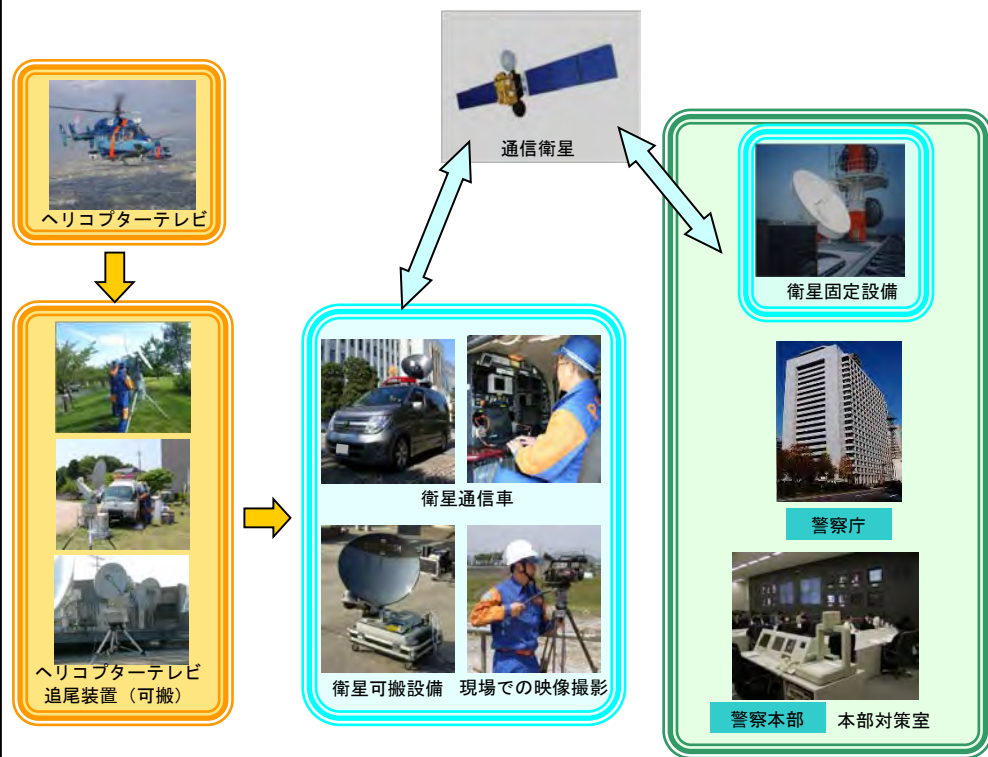 通信衛星
ヘリコプターテレビ
衛星固定設備
衛星通信車
警察庁
ヘリコプターテレビ
追尾装置（可搬）
衛星可搬設備
現場での映像撮影
警察本部
本部対策室